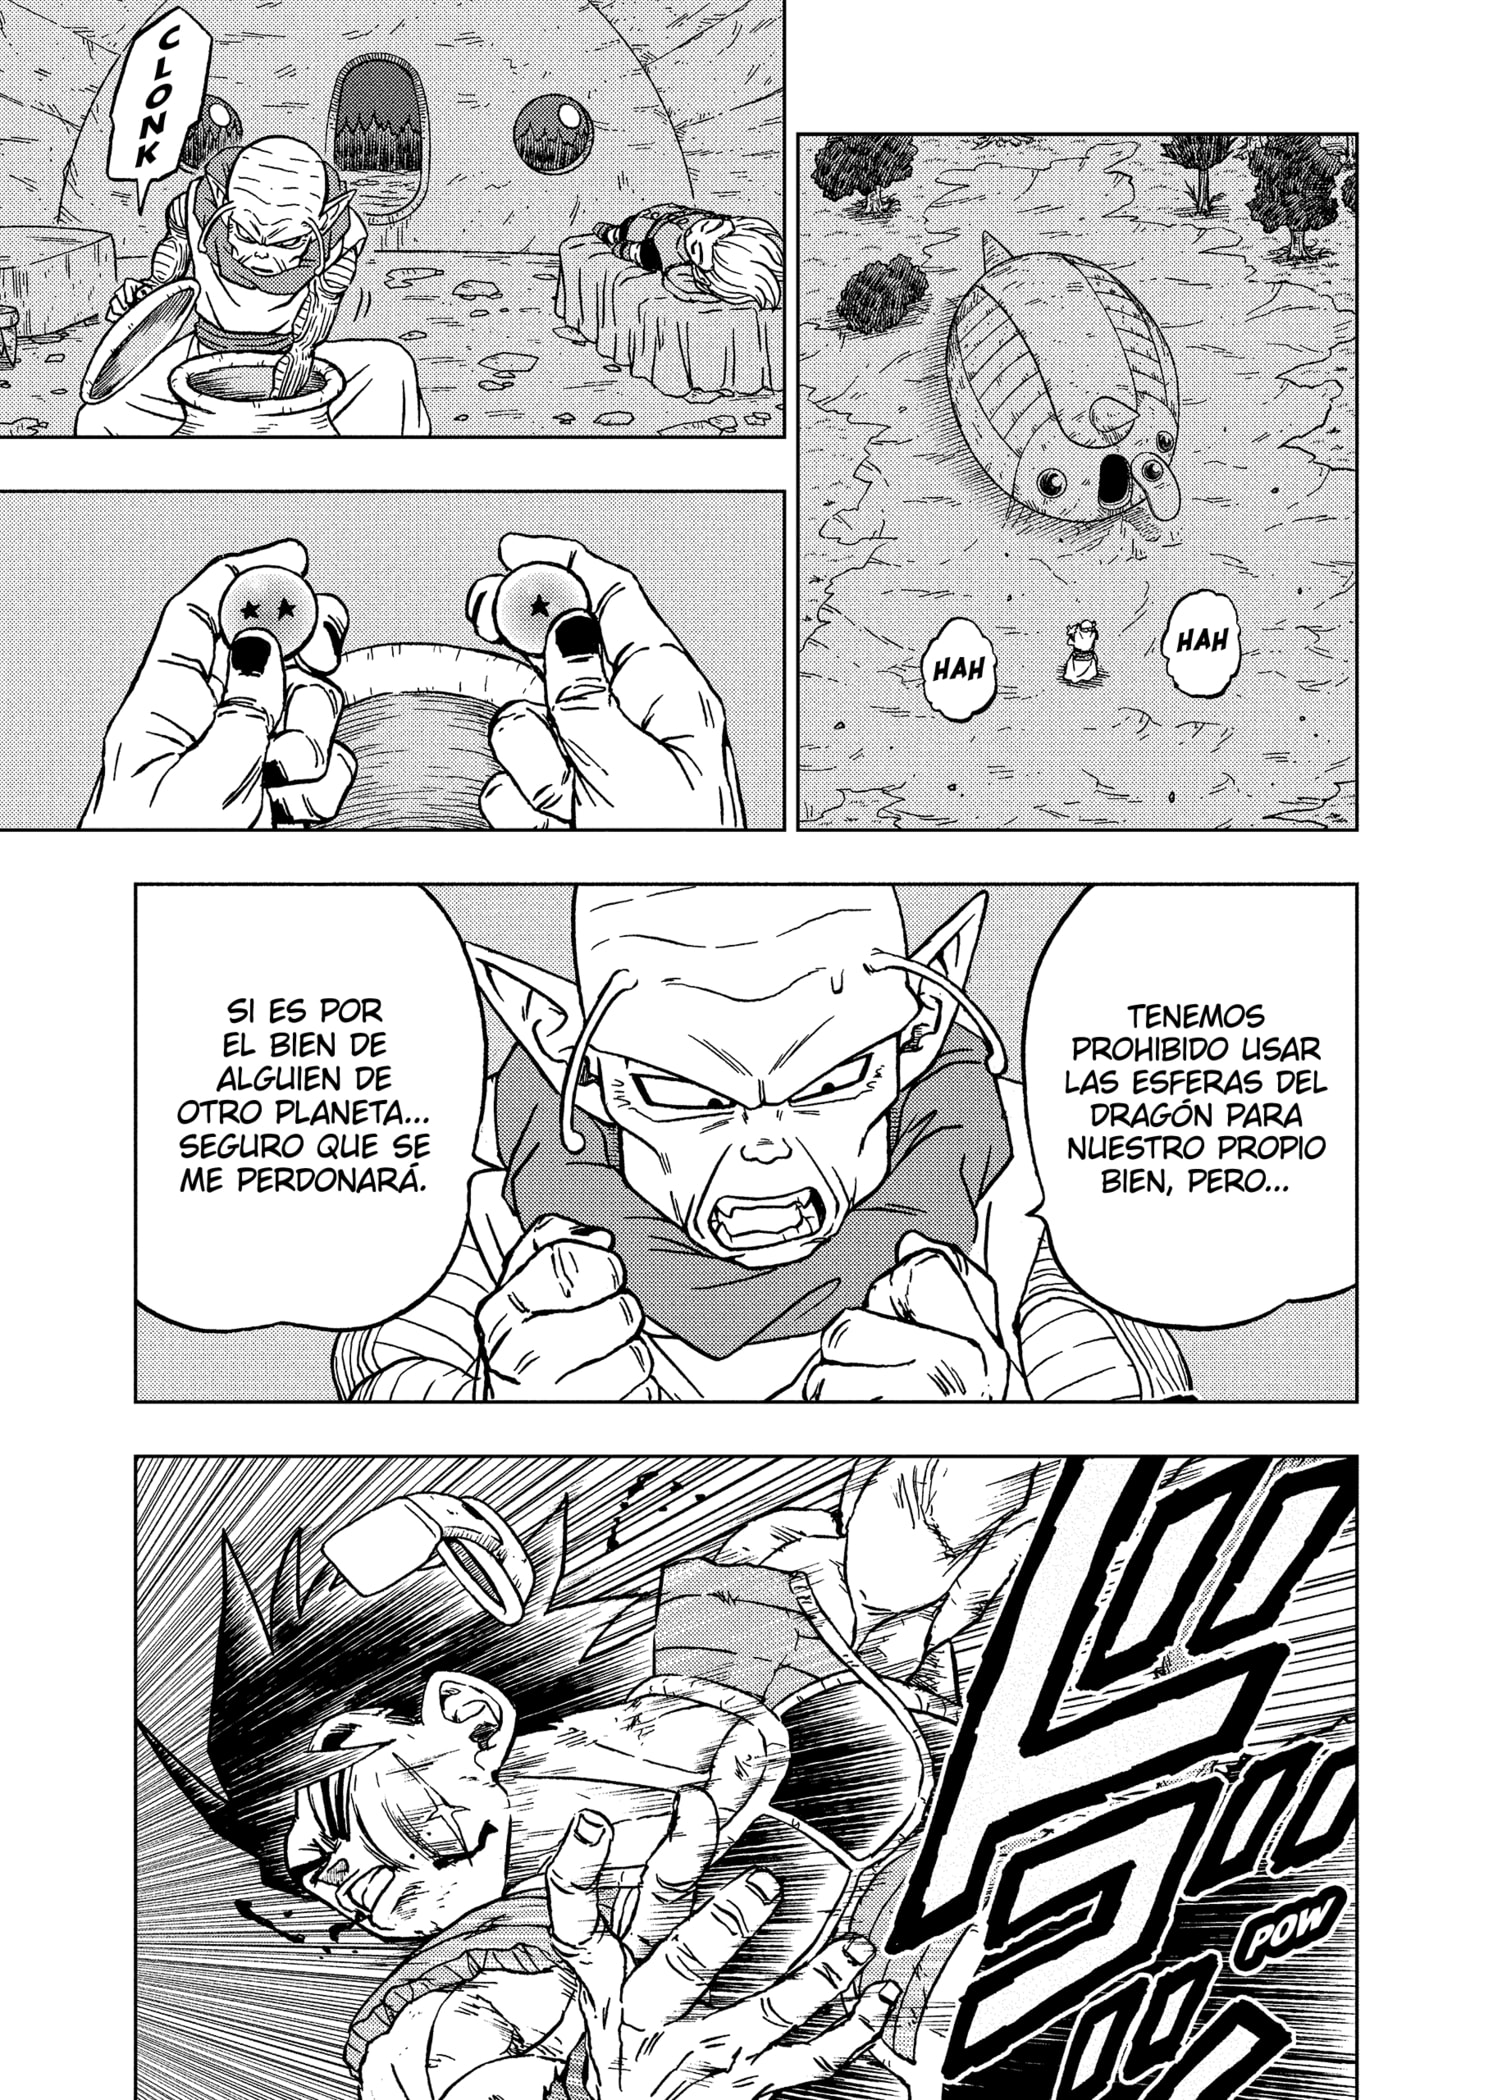 HAH
HAH
CLONK
TENEMOS
PROHIBIDO USAR
LAS ESFERAS DEL
DRAGÓN PARA
NUESTRO PROPIO
BIEN, PERO...
SI ES POR
EL BIEN DE
ALGUIEN DE
OTRO PLANETA...
SEGURO QUE SE
ME PERDONARÁ.
POW